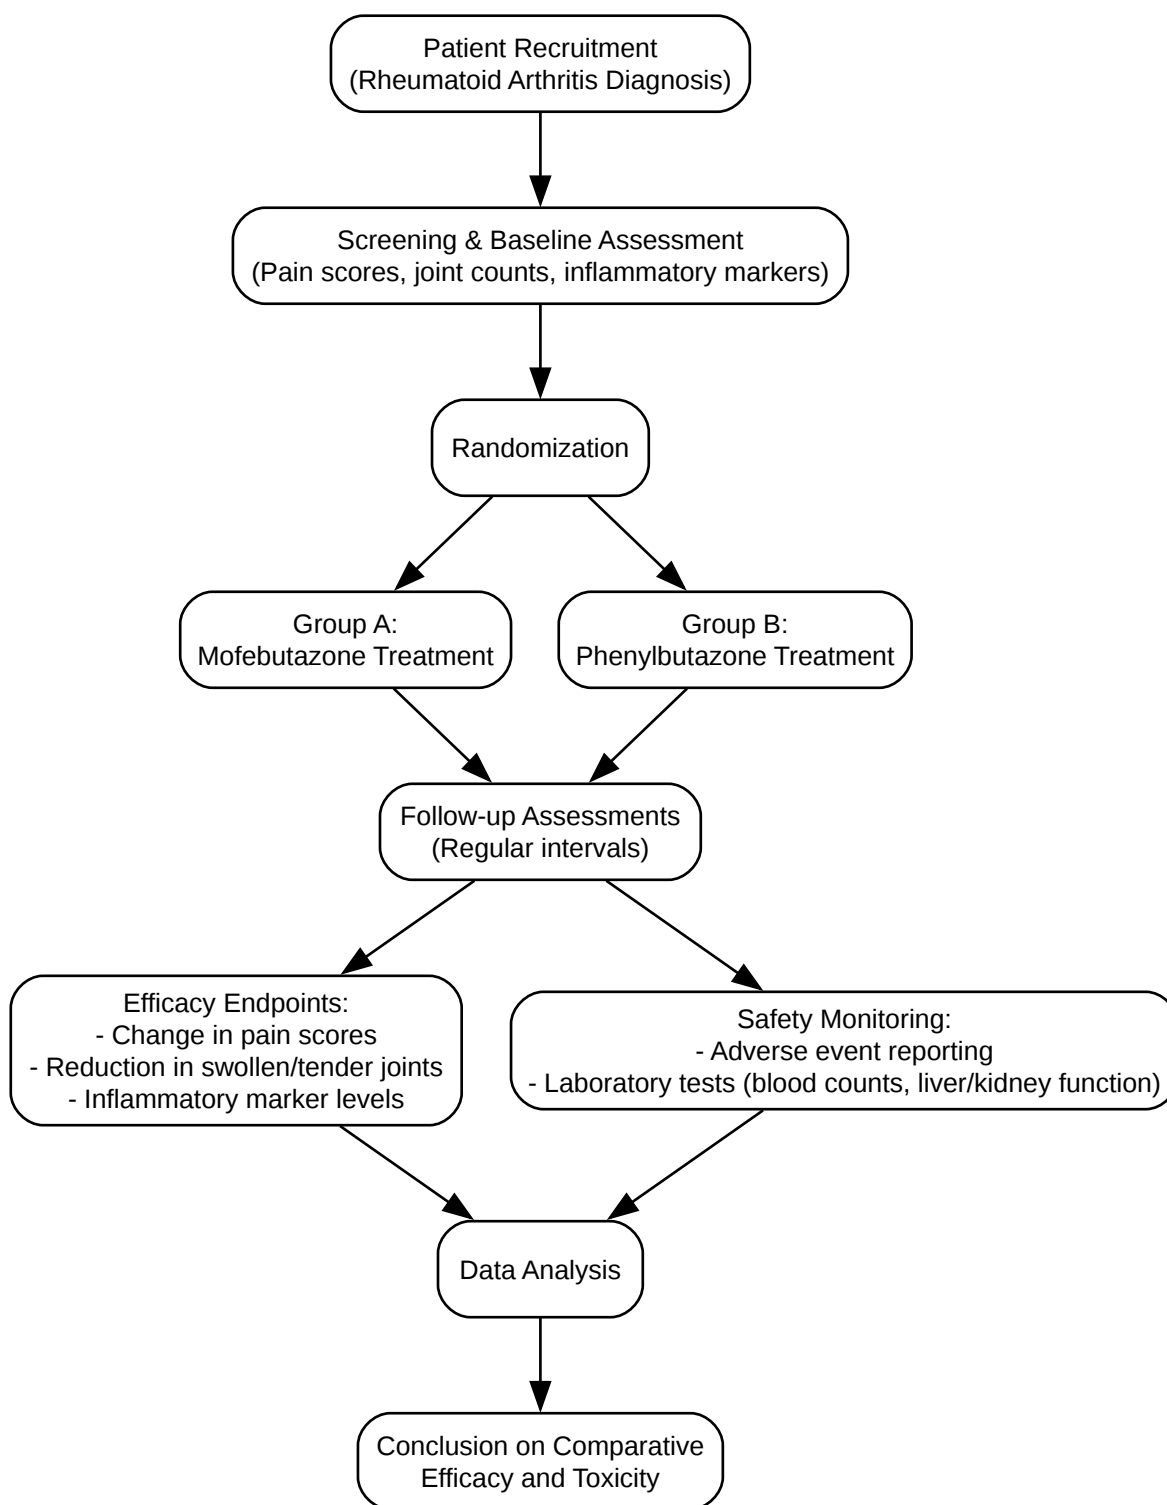 Patient Recruitment
(Rheumatoid Arthritis Diagnosis)
Screening & Baseline Assessment
(Pain scores, joint counts, inflammatory markers)
Randomization
Group A:
Mofebutazone Treatment
Group B:
Phenylbutazone Treatment
Follow-up Assessments
(Regular intervals)
Efficacy Endpoints:
- Change in pain scores
- Reduction in swollen/tender joints
- Inflammatory marker levels
Safety Monitoring:
- Adverse event reporting
- Laboratory tests (blood counts, liver/kidney function)
Data Analysis
Conclusion on Comparative
Efficacy and Toxicity